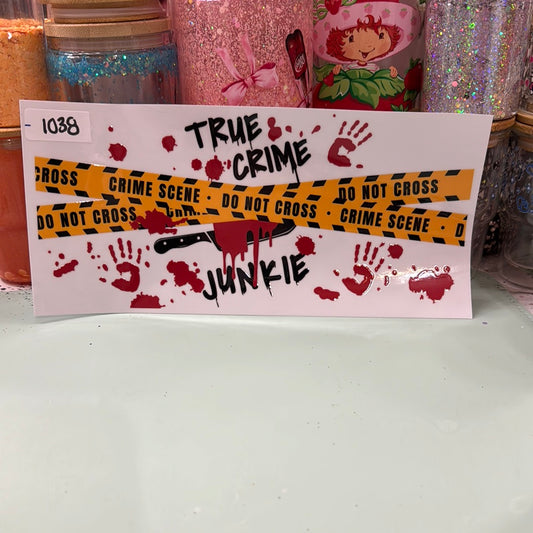 1038
TRUE
CRIME
CROSS CRIME SCENE · DO NOT CROSS
DO NOT CROSS
DO NOT CROSS · CRIME SCENE · D
JUNKIE